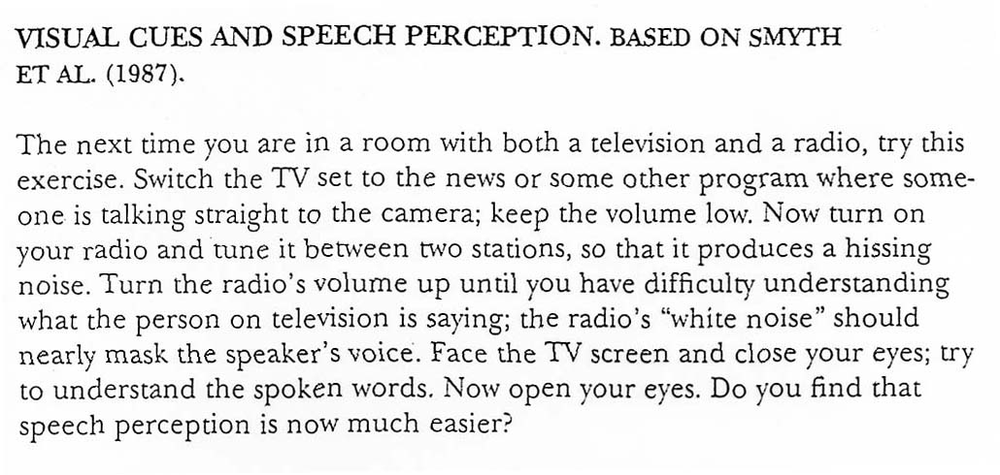 VISUAL CUES AND SPEECH PERCEPTION. BASED ON SMYTH
ET AL. (1987).
The next time you are in a room with both a television and a radio, try this
exercise. Switch the TV set to the news or some other program where some-
one is talking straight to the camera; keep the volume low. Now turn on
your radio and tune it between two stations, so that it produces a hissing
noise. Turn the radio's volume up until you have difficulty understanding
what the person on television is saying; the radio's “white noise” should
nearly mask the speaker's voice. Face the TV screen and close your eyes; try
to understand the spoken words. Now open your eyes. Do you find that
speech perception is now much easier?